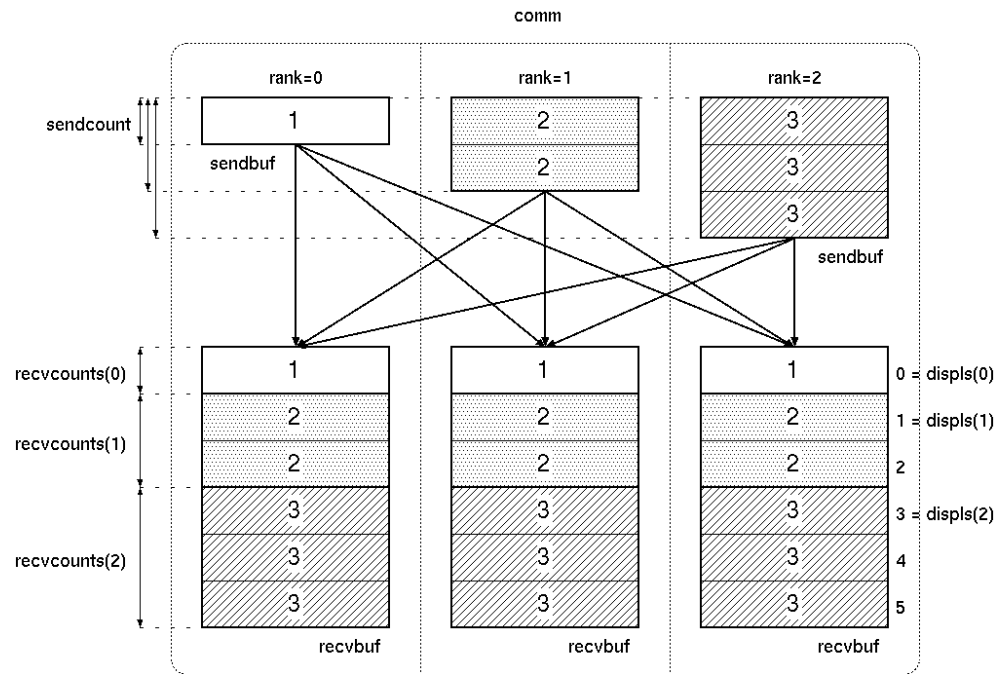 comm
rank=0 rank=1 rank=2
sendcount 1 2 3
sendbuf 2 3
3
sendbuf
recvcounts(0) 1 1 1 0 = displs(0)
2 2 2 1 = displs(1)
recvcounts(1)
2 2 2 2
3 3 3 3 = displs(2)
recvcounts(2) 3 3 3 4
3 3 3 5
recvbuf recvbuf recvbuf